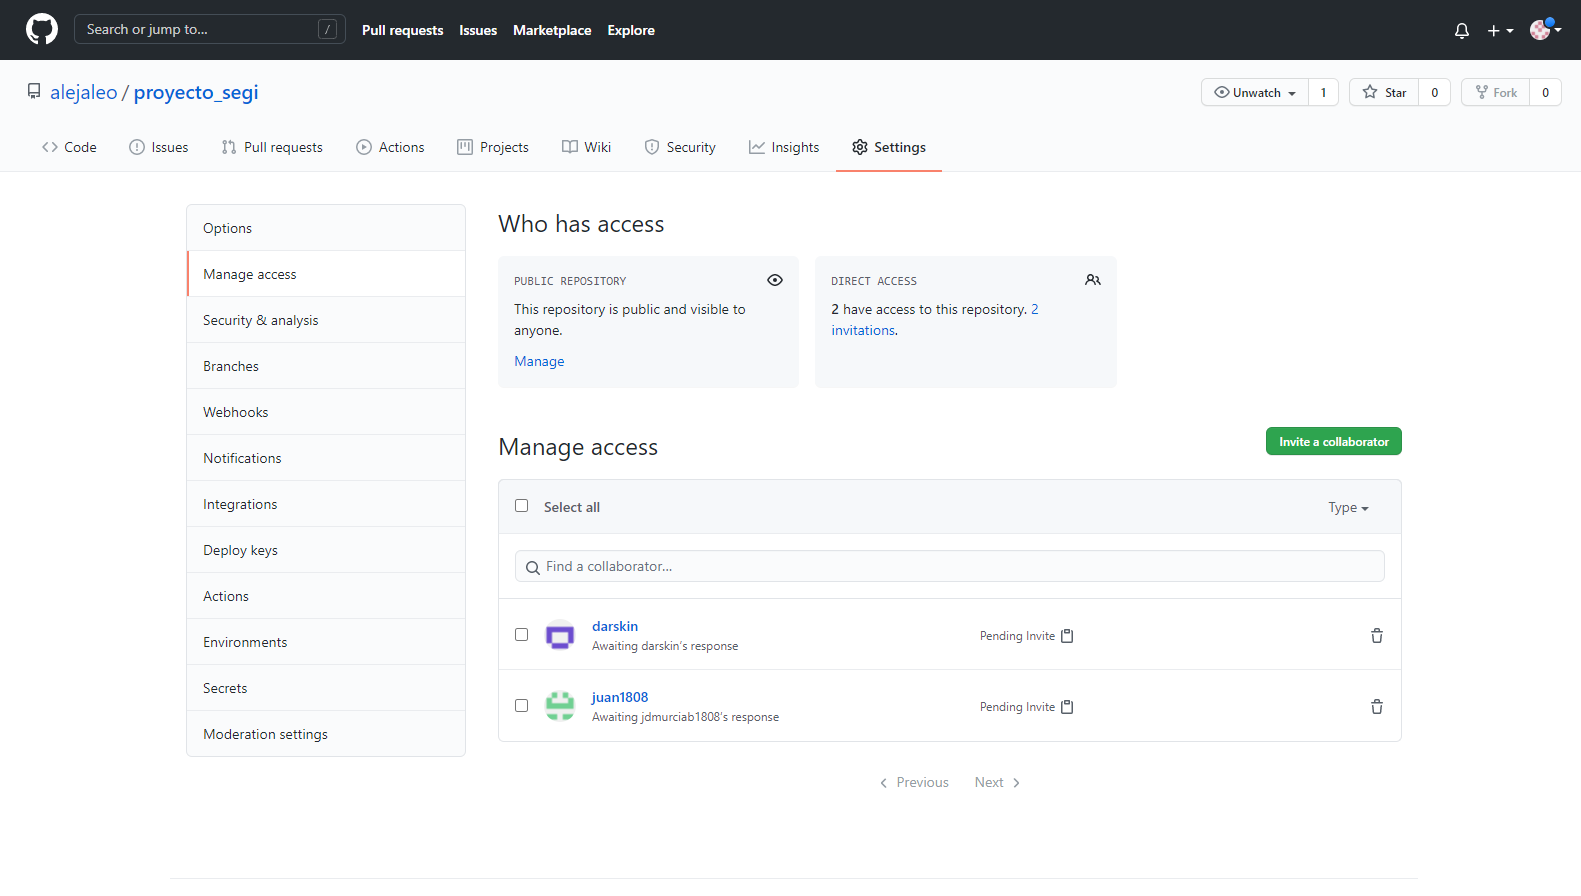 Search or jump to... /
Pull requests Issues Marketplace Explore
alejaleo / proyecto_segi
Unwatch 1 Star 0 Fork 0
Code Issues Pull requests Actions Projects Wiki Security Insights Settings
Options
Manage access
Security & analysis
Branches
Webhooks
Notifications
Integrations
Deploy keys
Actions
Environments
Secrets
Moderation settings
Who has access
PUBLIC REPOSITORY
This repository is public and visible to
anyone.
Manage
DIRECT ACCESS
2 have access to this repository. 2
invitations.
Manage access
Invite a collaborator
Select all
Type
Find a collaborator...
darskin
Awaiting darskin's response
Pending Invite
juan1808
Awaiting jdmurciab1808's response
Pending Invite
Previous Next